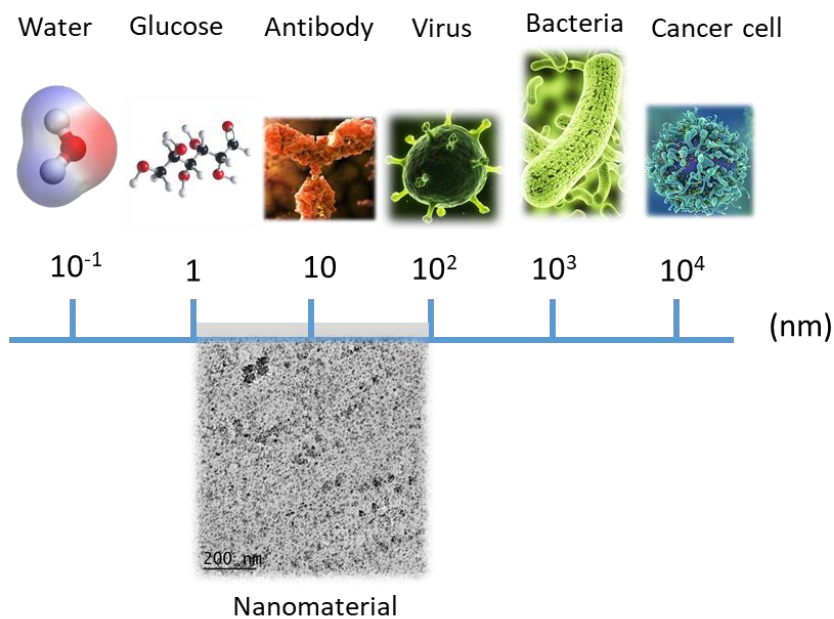 Water Glucose Antibody Virus Bacteria Cancer cell
10⁻¹ 1 10 10² 10³ 10⁴
(nm)
200 nm
Nanomaterial